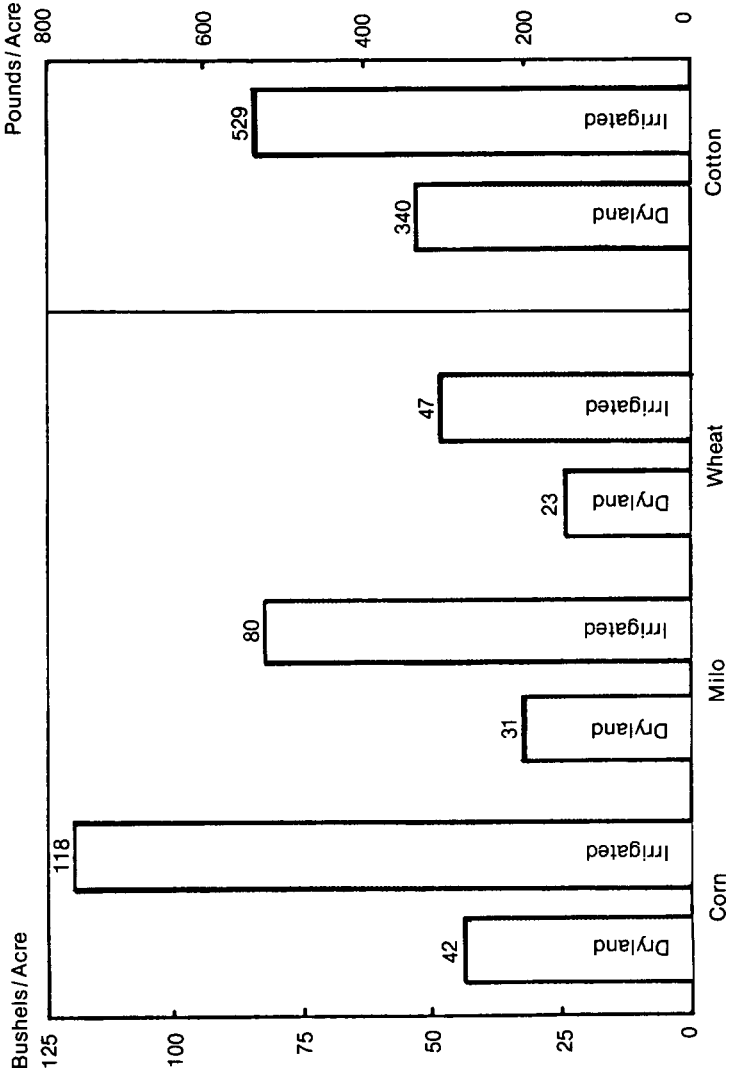 Bushels/Acre
125
100
75
50
25
0
Pounds/Acre
800
600
400
200
0
42
Dryland
118
Irrigated
Corn
31
Dryland
80
Irrigated
Milo
23
Dryland
47
Irrigated
Wheat
340
Dryland
529
Irrigated
Cotton